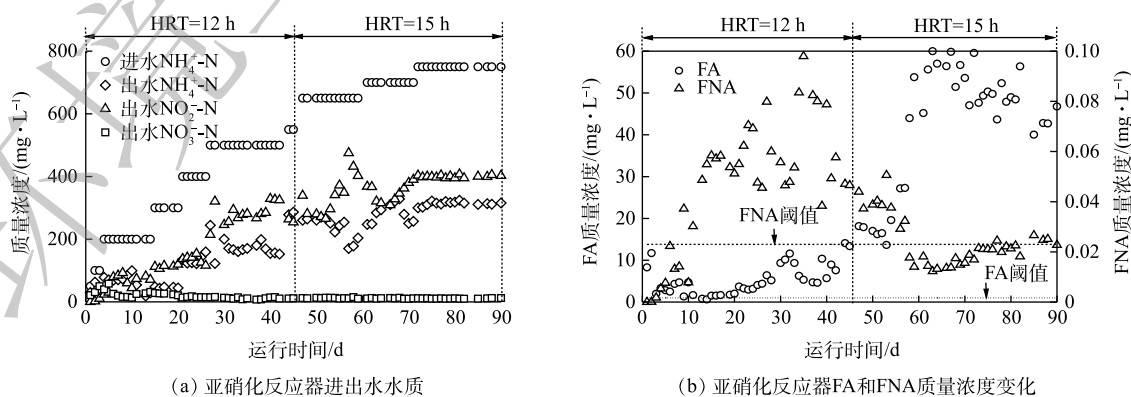 HRT=12 h
HRT=15 h
800
600
400
200
0
质量浓度/(mg·L⁻¹)
进水NH₄⁺-N
出水NH₄⁺-N
出水NO₂⁻-N
出水NO₃⁻-N
0 10 20 30 40 50 60 70 80 90
运行时间/d
(a) 亚硝化反应器进出水水质
HRT=12 h
HRT=15 h
60
50
40
30
20
10
0
FA质量浓度/(mg·L⁻¹)
FA
FNA
FNA阈值
FA阈值
0.10
0.08
0.06
0.04
0.02
0
FNA质量浓度/(mg·L⁻¹)
0 10 20 30 40 50 60 70 80 90
运行时间/d
(b) 亚硝化反应器FA和FNA质量浓度变化